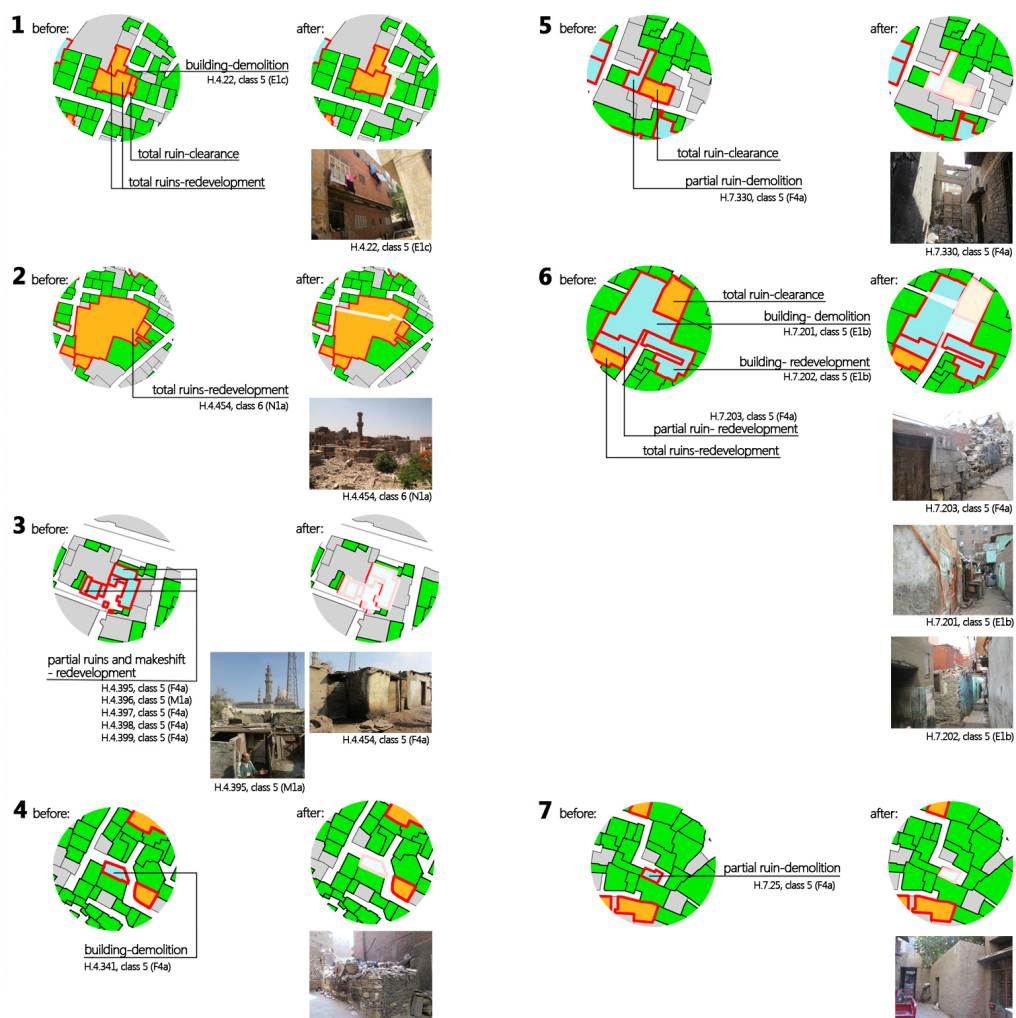 1 before:
after:
building-demolition
H.4.22, class 5 (E1c)
total ruin-clearance
total ruins-redevelopment
H.4.22, class 5 (E1c)
2 before:
after:
total ruins-redevelopment
H.4.454, class 6 (N1a)
H.4.454, class 6 (N1a)
3 before:
after:
partial ruins and makeshift
- redevelopment
H.4.395, class 5 (F4a)
H.4.396, class 5 (M1a)
H.4.397, class 5 (F4a)
H.4.398, class 5 (F4a)
H.4.399, class 5 (F4a)
H.4.454, class 5 (F4a)
H.4.395, class 5 (M1a)
4 before:
after:
building-demolition
H.4.341, class 5 (F4a)
5 before:
after:
total ruin-clearance
partial ruin-demolition
H.7.330, class 5 (F4a)
H.7.330, class 5 (F4a)
6 before:
after:
total ruin-clearance
building- demolition
H.7.201, class 5 (E1b)
building- redevelopment
H.7.202, class 5 (E1b)
H.7.203, class 5 (F4a)
partial ruin- redevelopment
total ruins-redevelopment
H.7.203, class 5 (F4a)
H.7.201, class 5 (E1b)
H.7.202, class 5 (E1b)
7 before:
after:
partial ruin-demolition
H.7.25, class 5 (F4a)